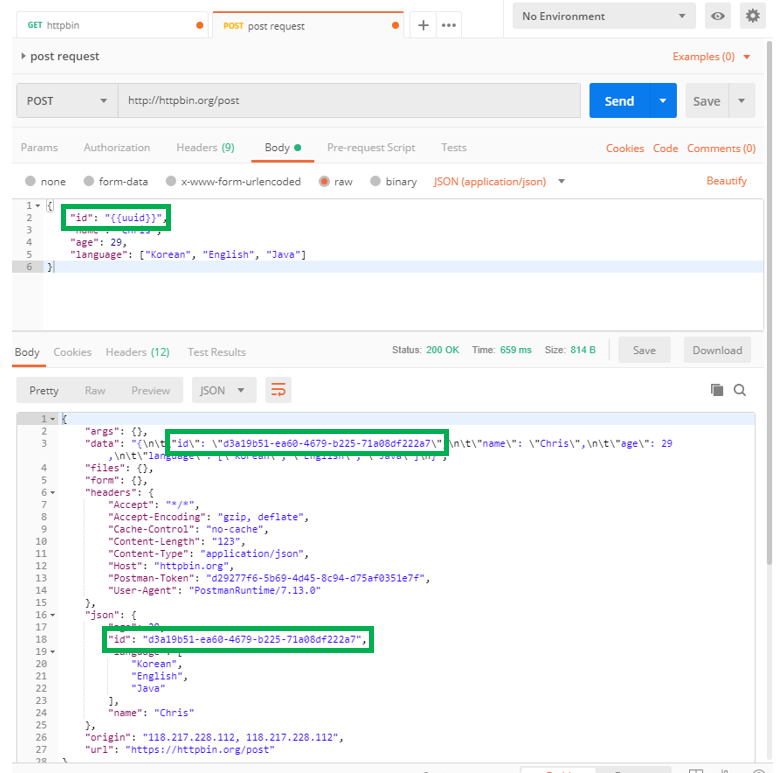 GET httpbin
POST post request
+ •••
No Environment
post request
Examples (0)
POST
http://httpbin.org/post
Send
Save
Params Authorization Headers (9) Body Pre-request Script Tests
Cookies Code Comments (0)
none form-data x-www-form-urlencoded raw binary JSON (application/json)
Beautify
1 {
2 "id": "{{uuid}}",
3 "name": "Chris",
4 "age": 29,
5 "language": ["Korean", "English", "Java"]
6 }
Body Cookies Headers (12) Test Results
Status: 200 OK Time: 659 ms Size: 814 B
Save
Download
Pretty Raw Preview
JSON
1 {
2 "args": {},
3 "data": "{\n\t\"id\": \"d3a19b51-ea60-4679-b225-71a08df222a7\",\n\t\"name\": \"Chris\",\n\t\"age\": 29
,\n\t\"language\": [\"Korean\", \"English\", \"Java\"]\n}",
4 "files": {},
5 "form": {},
6 "headers": {
7 "Accept": "*/*",
8 "Accept-Encoding": "gzip, deflate",
9 "Cache-Control": "no-cache",
10 "Content-Length": "123",
11 "Content-Type": "application/json",
12 "Host": "httpbin.org",
13 "Postman-Token": "d29277f6-5b69-4d45-8c94-d75af0351e7f",
14 "User-Agent": "PostmanRuntime/7.13.0"
15 },
16 "json": {
17 "age": 29,
18 "id": "d3a19b51-ea60-4679-b225-71a08df222a7",
19 "language": [
20 "Korean",
21 "English",
22 "Java"
23 ],
24 "name": "Chris"
25 },
26 "origin": "118.217.228.112, 118.217.228.112",
27 "url": "https://httpbin.org/post"
28 }